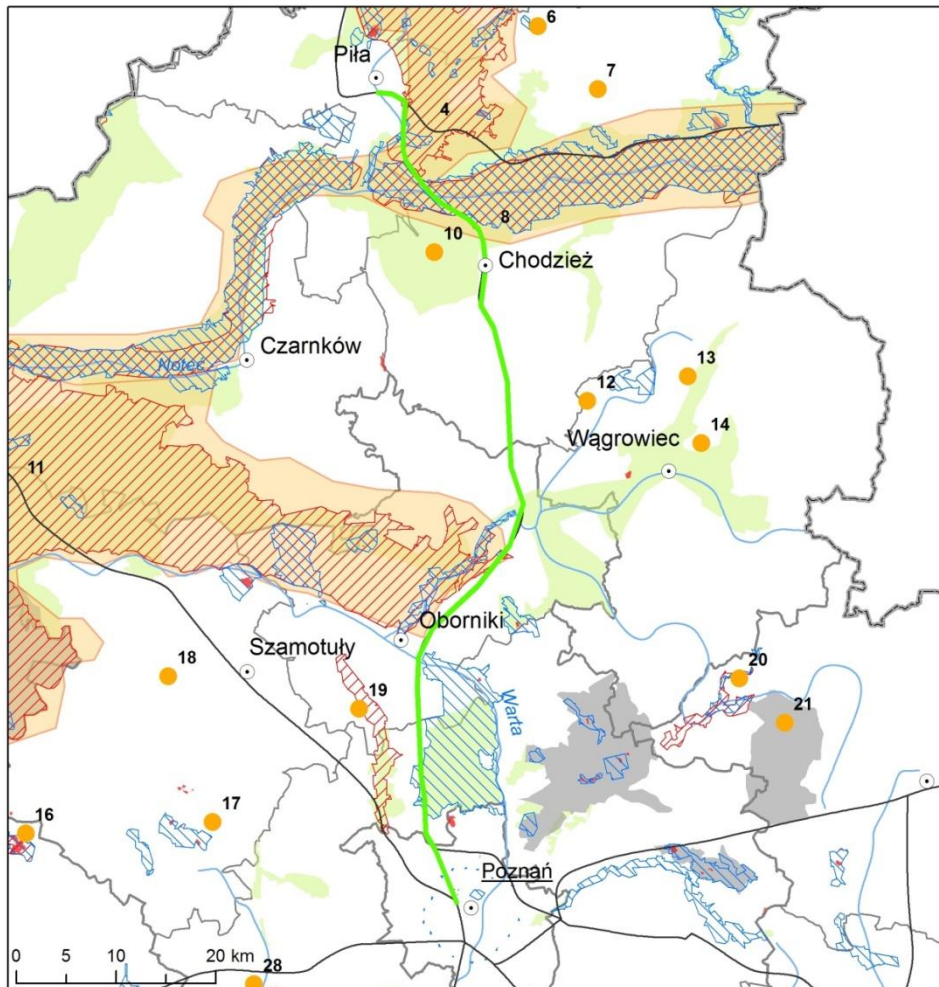 6
Piła
7
4
8
10
Chodzież
Czarnków
Noteć
13
12
14
Wągrowiec
11
Oborniki
Szamotuły
18
20
19
21
Warta
17
16
Poznań
0 5 10 20 km
28